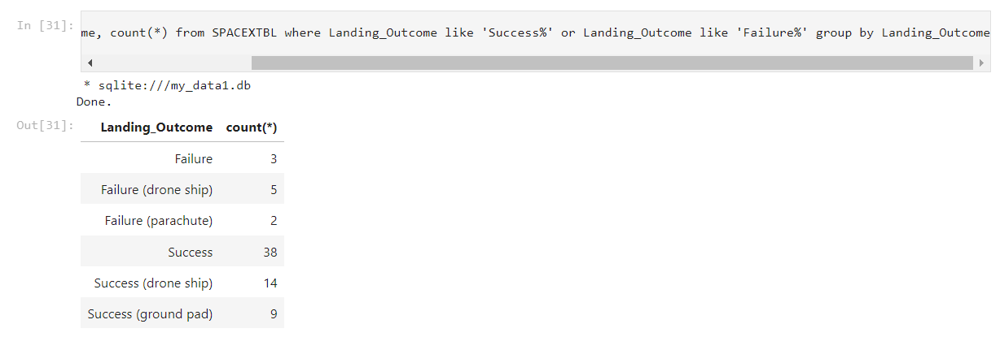 In [31]:
me, count(*) from SPACEXTBL where Landing_Outcome like 'Success%' or Landing_Outcome like 'Failure%' group by Landing_Outcome
* sqlite:///my_data1.db
Done.
Out[31]:
Landing_Outcome count(*)
Failure 3
Failure (drone ship) 5
Failure (parachute) 2
Success 38
Success (drone ship) 14
Success (ground pad) 9